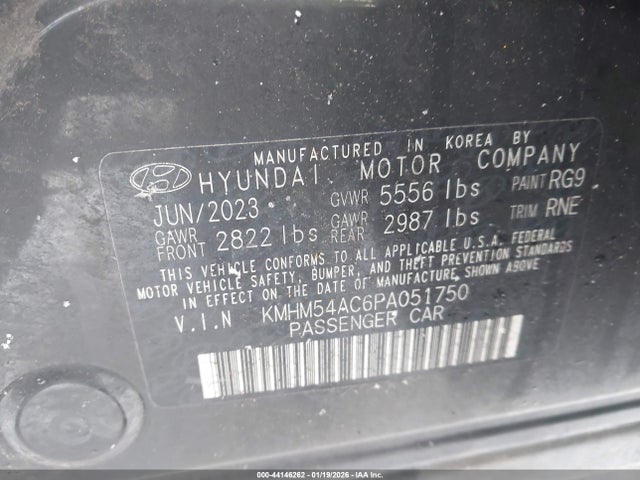 MANUFACTURED IN KOREA BY
HYUNDAI MOTOR COMPANY
JUN/2023 GVWR 5556 lbs PAINT RG9
GAWR FRONT 2822 lbs GAWR REAR 2987 lbs TRIM RNE
THIS VEHICLE CONFORMS TO ALL APPLICABLE U.S.A. FEDERAL
MOTOR VEHICLE SAFETY, BUMPER, AND THEFT PREVENTION STANDARDS
IN EFFECT ON THE DATE OF MANUFACTURE SHOWN ABOVE
V.I.N KMHM54AC6PA051750
PASSENGER CAR
000-44146262 - 01/19/2026 - IAA Inc.